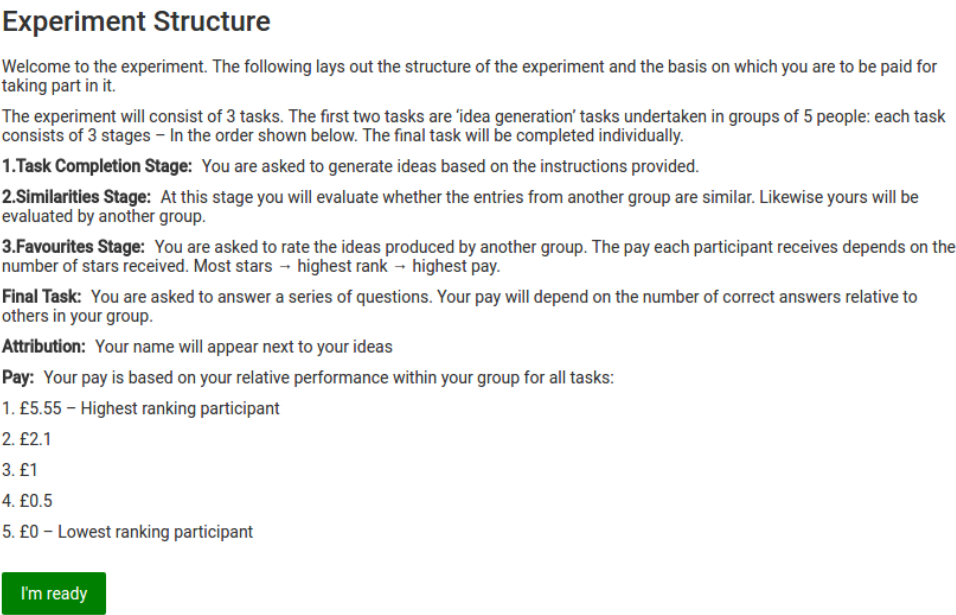 Experiment Structure
Welcome to the experiment. The following lays out the structure of the experiment and the basis on which you are to be paid for
taking part in it.
The experiment will consist of 3 tasks. The first two tasks are ‘idea generation’ tasks undertaken in groups of 5 people: each task
consists of 3 stages – In the order shown below. The final task will be completed individually.
1.Task Completion Stage: You are asked to generate ideas based on the instructions provided.
2.Similarities Stage: At this stage you will evaluate whether the entries from another group are similar. Likewise yours will be
evaluated by another group.
3.Favourites Stage: You are asked to rate the ideas produced by another group. The pay each participant receives depends on the
number of stars received. Most stars → highest rank → highest pay.
Final Task: You are asked to answer a series of questions. Your pay will depend on the number of correct answers relative to
others in your group.
Attribution: Your name will appear next to your ideas
Pay: Your pay is based on your relative performance within your group for all tasks:
1. £5.55 – Highest ranking participant
2. £2.1
3. £1
4. £0.5
5. £0 – Lowest ranking participant
I'm ready